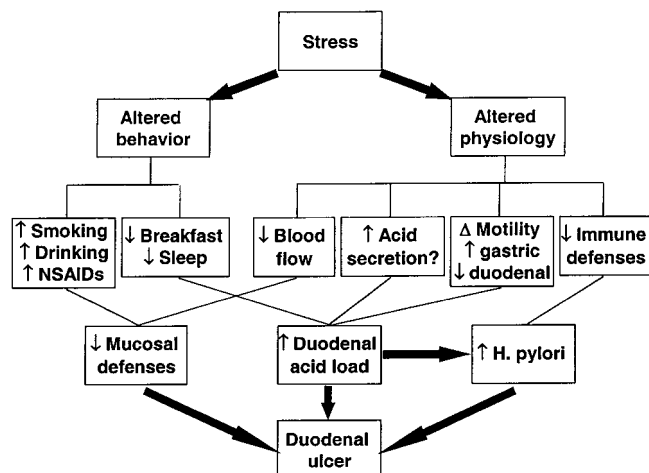 Stress
Altered
behavior
Altered
physiology
↑ Smoking
↑ Drinking
↑ NSAIDs
↓ Breakfast
↓ Sleep
↓ Blood
flow
↑ Acid
secretion?
Δ Motility
↑ gastric
↓ duodenal
↓ Immune
defenses
↓ Mucosal
defenses
↑ Duodenal
acid load
↑ H. pylori
Duodenal
ulcer